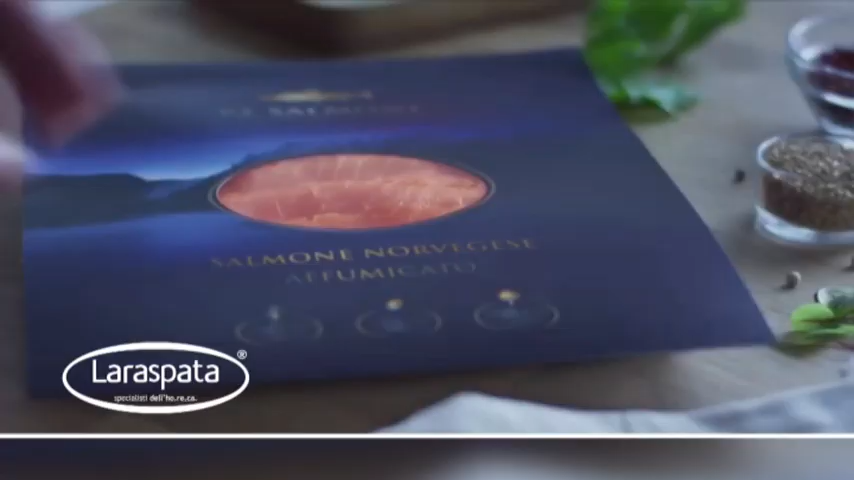 SALMONE NORVEGESE
AFFUMICATO
Laraspata®
specialisti dell'ho.re.ca.